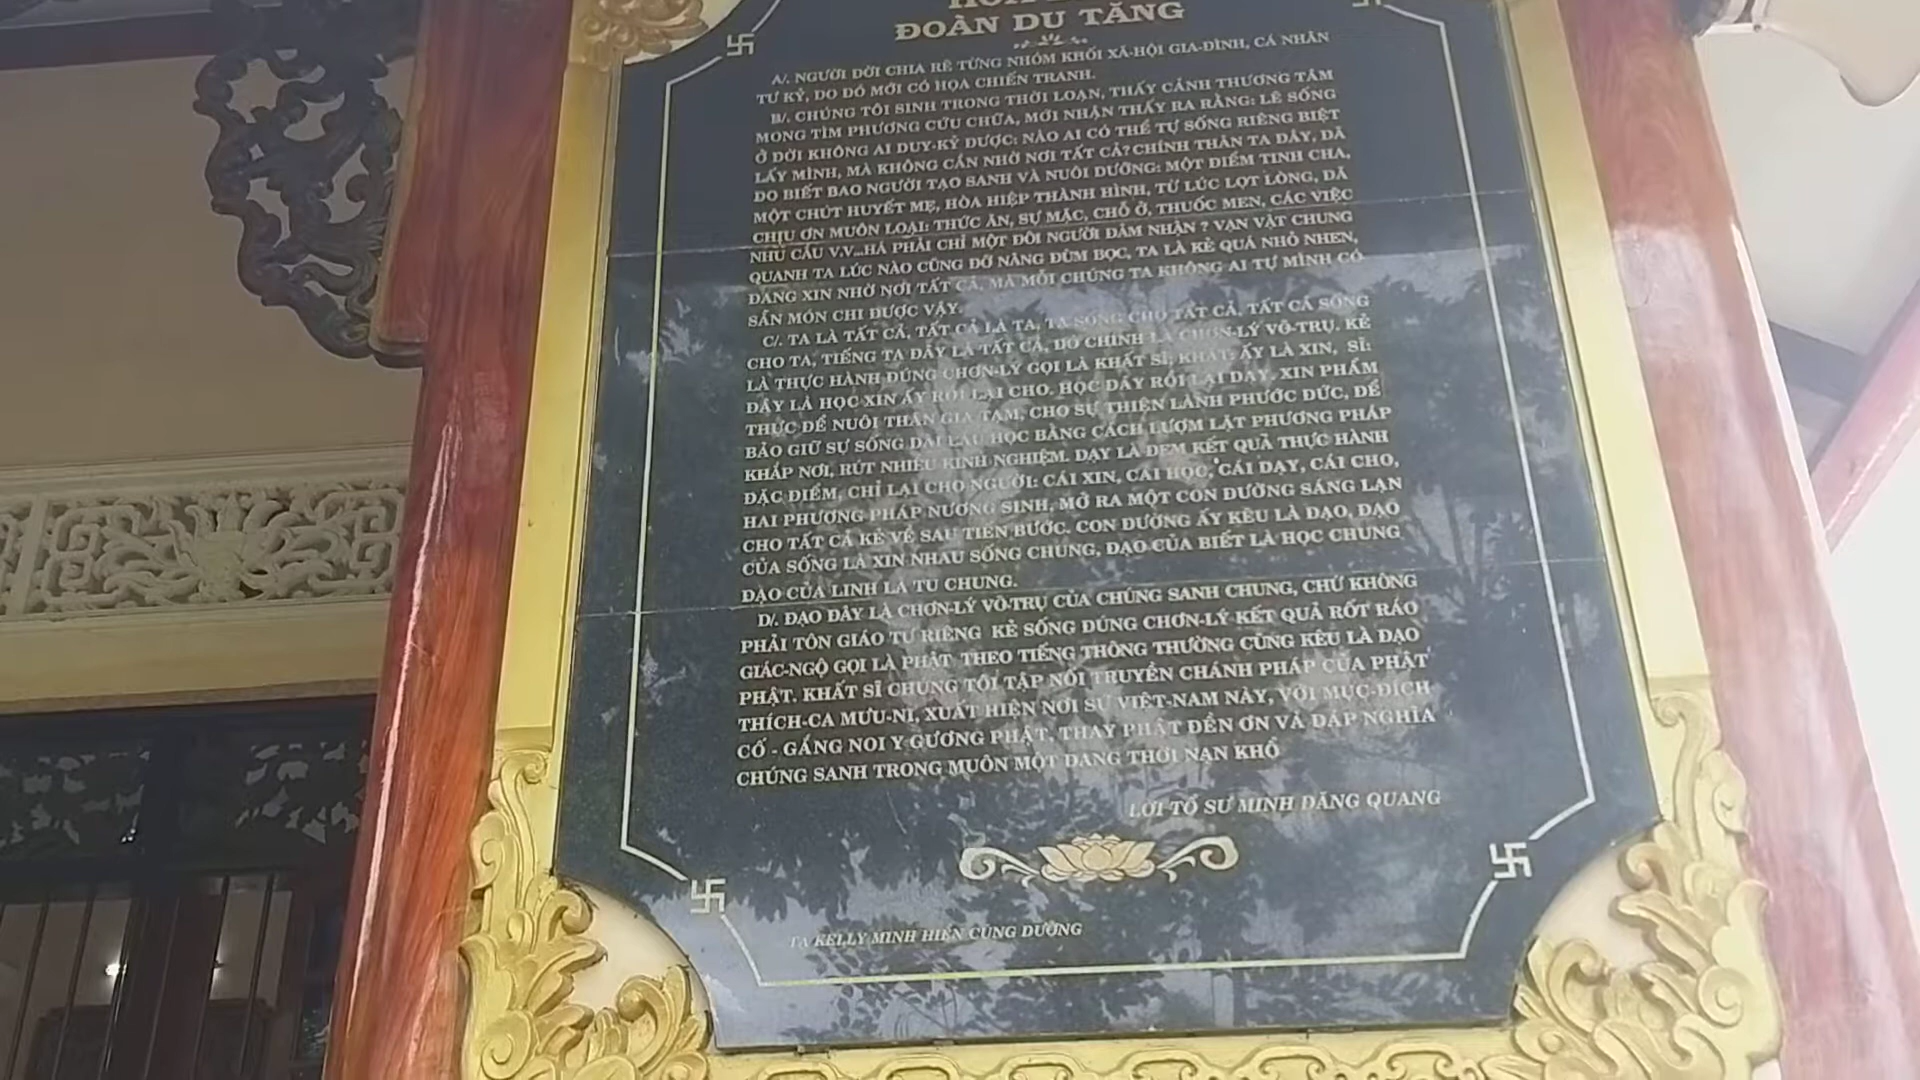 ĐOÀN DU TĂNG
A/. NGƯỜI ĐỜI CHIA RẼ TỪNG NHÓM KHỐI XÃ-HỘI GIA-ĐÌNH, CÁ NHÂN
TƯ KỶ, DO ĐÓ MỚI CÓ HỌA CHIẾN TRANH.
B/. CHÚNG TÔI SINH TRONG THỜI LOẠN, THẤY CẢNH THƯƠNG TÂM
MONG TÌM PHƯƠNG CỨU CHỮA, MỚI NHẬN THẤY RA RẰNG: LẼ SỐNG
Ở ĐỜI KHÔNG AI DUY-KỶ ĐƯỢC: NÀO AI CÓ THỂ TỰ SỐNG RIÊNG BIỆT
LẤY MÌNH, MÀ KHÔNG CẦN NHỜ NƠI TẤT CẢ? CHÍNH THÂN TA ĐÂY, ĐÃ
DO BIẾT BAO NGƯỜI TẠO SANH VÀ NUÔI DƯỠNG: MỘT ĐIỂM TINH CHA,
MỘT CHÚT HUYẾT MẸ, HÒA HIỆP THÀNH HÌNH, TỪ LÚC LỌT LÒNG, ĐÃ
CHỊU ƠN MUÔN LOẠI: THỨC ĂN, SỰ MẶC, CHỖ Ở, THUỐC MEN, CÁC VIỆC
NHU CẦU V.V...HÁ PHẢI CHỈ MỘT ĐÔI NGƯỜI ĐẢM NHẬN ? VẠN VẬT CHUNG
QUANH TA LÚC NÀO CŨNG ĐỠ NÂNG ĐÙM BỌC, TA LÀ KẺ QUÁ NHỎ NHEN,
ĐANG XIN NHỜ NƠI TẤT CẢ, MÀ MỖI CHÚNG TA KHÔNG AI TỰ MÌNH CÓ
SẴN MÓN CHI ĐƯỢC VẬY.
C/. TA LÀ TẤT CẢ, TẤT CẢ LÀ TA, TA SỐNG CHO TẤT CẢ, TẤT CẢ SỐNG
CHO TA, TIẾNG TA ĐÂY LÀ TẤT CẢ, ĐÓ CHÍNH LÀ CHƠN-LÝ VÕ-TRỤ. KẺ
LÀ THỰC HÀNH ĐÚNG CHƠN-LÝ GỌI LÀ KHẤT SĨ; KHẤT: ẤY LÀ XIN, SĨ:
ĐÂY LÀ HỌC XIN ẤY RỒI LẠI CHO. HỌC ĐÂY RỒI LẠI DẠY, XIN PHẨM
THỰC ĐỂ NUÔI THÂN GIẢ TẠM, CHO SỰ THIỆN LÀNH PHƯỚC ĐỨC, ĐỂ
BẢO GIỮ SỰ SỐNG DÀI LÂU HỌC BẰNG CÁCH LƯỢM LẶT PHƯƠNG PHÁP
KHẮP NƠI, RÚT NHIỀU KINH NGHIỆM. DẠY LÀ ĐEM KẾT QUẢ THỰC HÀNH
ĐẶC ĐIỂM, CHỈ LẠI CHO NGƯỜI: CÁI XIN, CÁI HỌC, CÁI DẠY, CÁI CHO,
HAI PHƯƠNG PHÁP NƯƠNG SINH, MỞ RA MỘT CON ĐƯỜNG SÁNG LẠN
CHO TẤT CẢ KẺ VỀ SAU TIẾN BƯỚC. CON ĐƯỜNG ẤY KÊU LÀ ĐẠO, ĐẠO
CỦA SỐNG LÀ XIN NHAU SỐNG CHUNG, ĐẠO CỦA BIẾT LÀ HỌC CHUNG
ĐẠO CỦA LINH LÀ TU CHUNG.
D/. ĐẠO ĐÂY LÀ CHƠN-LÝ VÕ-TRỤ CỦA CHÚNG SANH CHUNG, CHỨ KHÔNG
PHẢI TÔN GIÁO TƯ RIÊNG KẺ SỐNG ĐÚNG CHƠN-LÝ KẾT QUẢ RỐT RÁO
GIÁC-NGỘ GỌI LÀ PHẬT THEO TIẾNG THÔNG THƯỜNG CŨNG KÊU LÀ ĐẠO
PHẬT. KHẤT SĨ CHÚNG TÔI TẬP NỐI TRUYỀN CHÁNH PHÁP CỦA PHẬT
THÍCH-CA MƯU-NI, XUẤT HIỆN NƠI SỨ VIỆT-NAM NÀY, VỚI MỤC-ĐÍCH
CỐ - GẮNG NOI Y GƯƠNG PHẬT, THAY PHẬT ĐỀN ƠN VÀ ĐÁP NGHĨA
CHÚNG SANH TRONG MUÔN MỘT ĐANG THỜI NẠN KHỔ
LỜI TỔ SƯ MINH ĐĂNG QUANG
TẠ KELLY MINH HIỀN CÚNG DƯỜNG